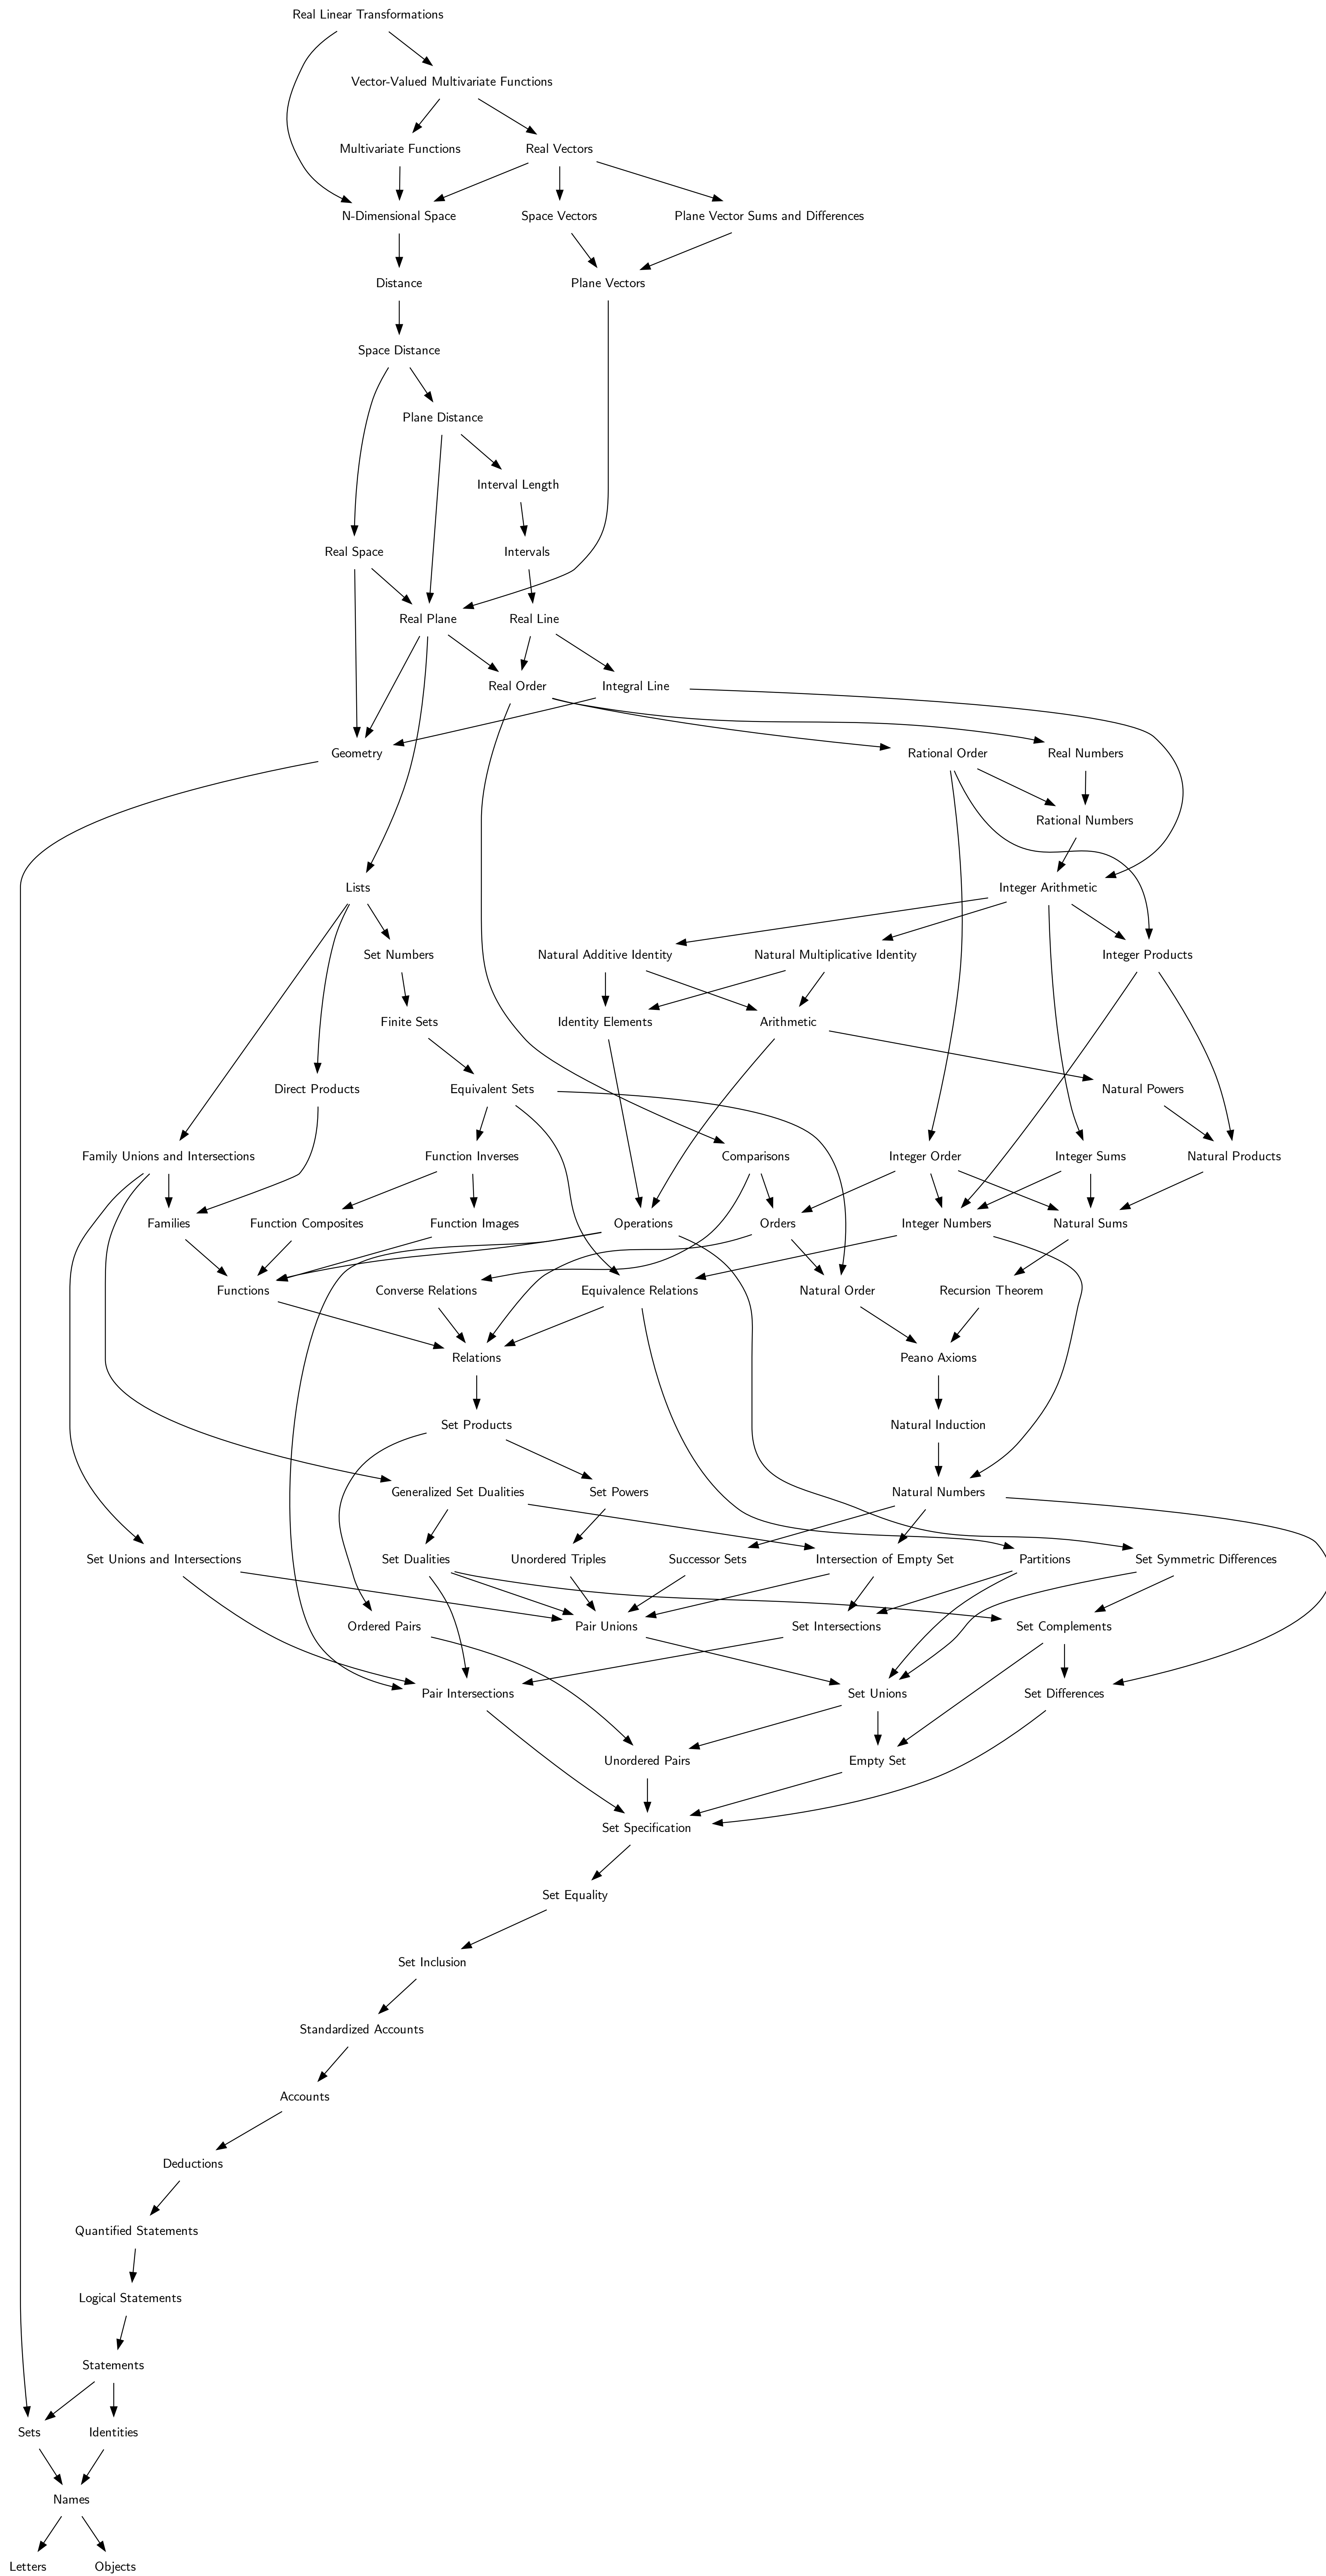 Real Linear Transformations
Vector-Valued Multivariate Functions
Multivariate Functions
Real Vectors
N-Dimensional Space
Space Vectors
Plane Vector Sums and Differences
Distance
Plane Vectors
Space Distance
Plane Distance
Interval Length
Real Space
Intervals
Real Plane
Real Line
Real Order
Integral Line
Geometry
Rational Order
Real Numbers
Rational Numbers
Lists
Integer Arithmetic
Set Numbers
Natural Additive Identity
Natural Multiplicative Identity
Integer Products
Finite Sets
Identity Elements
Arithmetic
Direct Products
Equivalent Sets
Natural Powers
Family Unions and Intersections
Function Inverses
Comparisons
Integer Order
Integer Sums
Natural Products
Families
Function Composites
Function Images
Operations
Orders
Integer Numbers
Natural Sums
Functions
Converse Relations
Equivalence Relations
Natural Order
Recursion Theorem
Relations
Peano Axioms
Set Products
Natural Induction
Generalized Set Dualities
Set Powers
Natural Numbers
Set Unions and Intersections
Set Dualities
Unordered Triples
Successor Sets
Intersection of Empty Set
Partitions
Set Symmetric Differences
Ordered Pairs
Pair Unions
Set Intersections
Set Complements
Pair Intersections
Set Unions
Set Differences
Unordered Pairs
Empty Set
Set Specification
Set Equality
Set Inclusion
Standardized Accounts
Accounts
Deductions
Quantified Statements
Logical Statements
Statements
Sets
Identities
Names
Letters
Objects